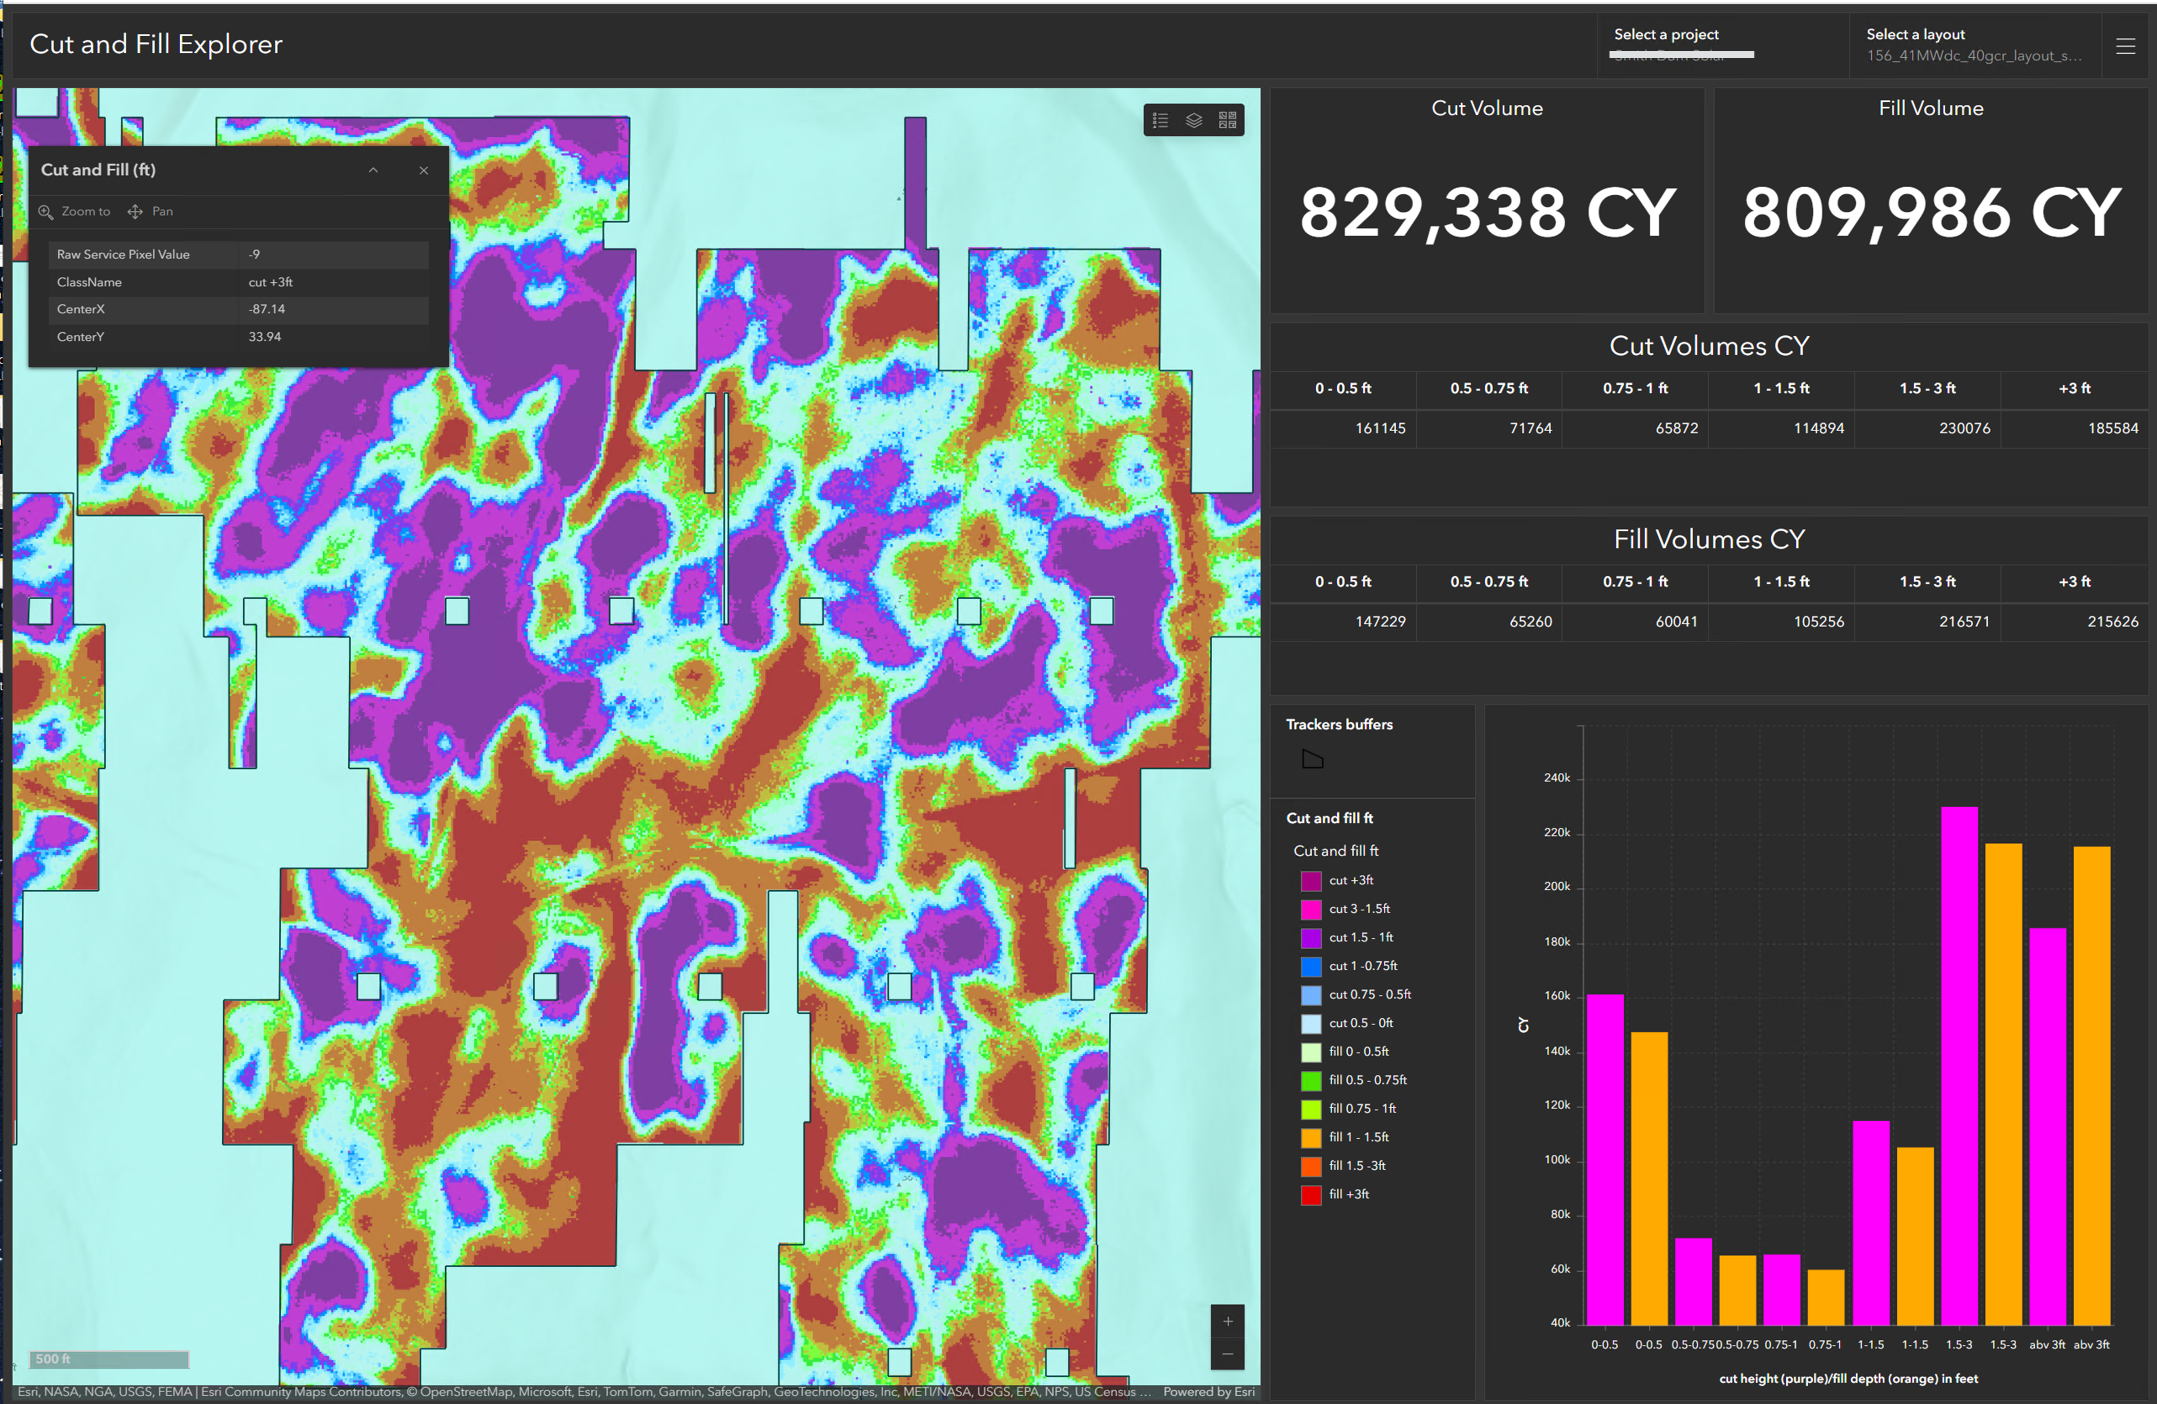 Cut and Fill Explorer
Select a project
Select a layout
156_41MWdc_40gcr_layout_s...
Cut and Fill (ft)
Zoom to
Pan
Raw Service Pixel Value -9
ClassName cut +3ft
CenterX -87.14
CenterY 33.94
500 ft
Esri, NASA, NGA, USGS, FEMA | Esri Community Maps Contributors, © OpenStreetMap, Microsoft, Esri, TomTom, Garmin, SafeGraph, GeoTechnologies, Inc, METI/NASA, USGS, EPA, NPS, US Census ... Powered by Esri
Cut Volume
829,338 CY
Fill Volume
809,986 CY
Cut Volumes CY
0 - 0.5 ft 0.5 - 0.75 ft 0.75 - 1 ft 1 - 1.5 ft 1.5 - 3 ft +3 ft
161145 71764 65872 114894 230076 185584
Fill Volumes CY
0 - 0.5 ft 0.5 - 0.75 ft 0.75 - 1 ft 1 - 1.5 ft 1.5 - 3 ft +3 ft
147229 65260 60041 105256 216571 215626
Trackers buffers
Cut and fill ft
Cut and fill ft
cut +3ft
cut 3 -1.5ft
cut 1.5 - 1ft
cut 1 -0.75ft
cut 0.75 - 0.5ft
cut 0.5 - 0ft
fill 0 - 0.5ft
fill 0.5 - 0.75ft
fill 0.75 - 1ft
fill 1 - 1.5ft
fill 1.5 -3ft
fill +3ft
240k
220k
200k
180k
160k
140k
120k
100k
80k
60k
40k
CY
0-0.5 0-0.5 0.5-0.75 0.5-0.75 0.75-1 0.75-1 1-1.5 1-1.5 1.5-3 1.5-3 abv 3ft abv 3ft
cut height (purple)/fill depth (orange) in feet